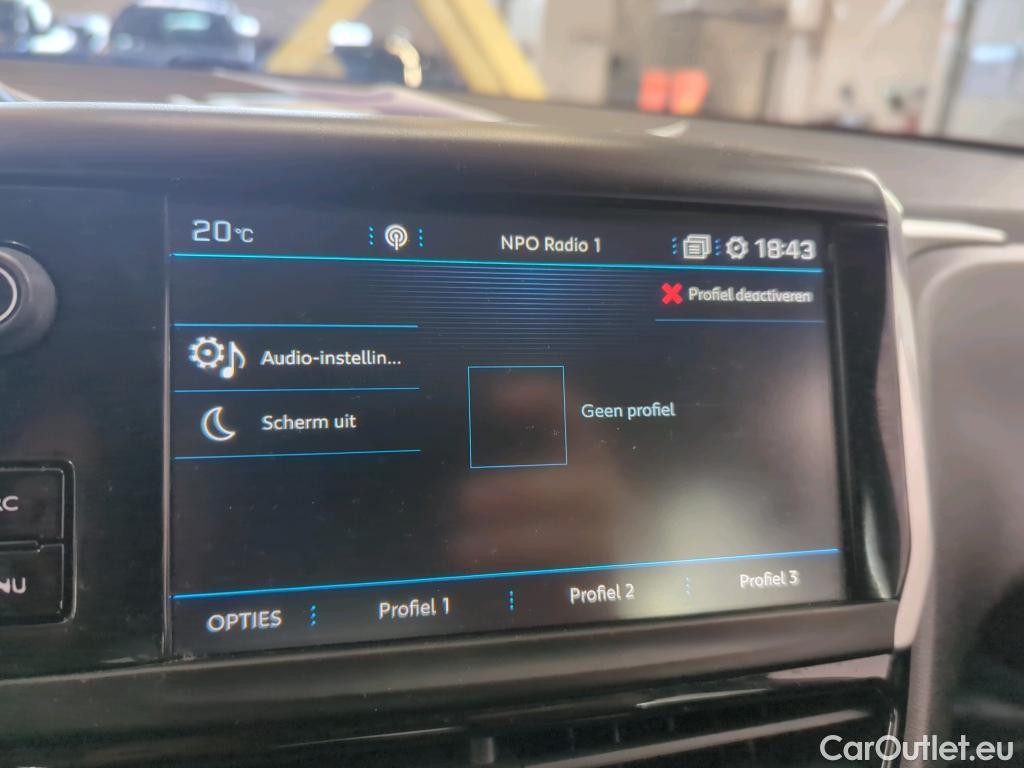 20°C
NPO Radio 1
18:43
Profiel deactiveren
Audio-instellin...
Geen profiel
Scherm uit
OPTIES
Profiel 1
Profiel 2
Profiel 3
CarOutlet.eu